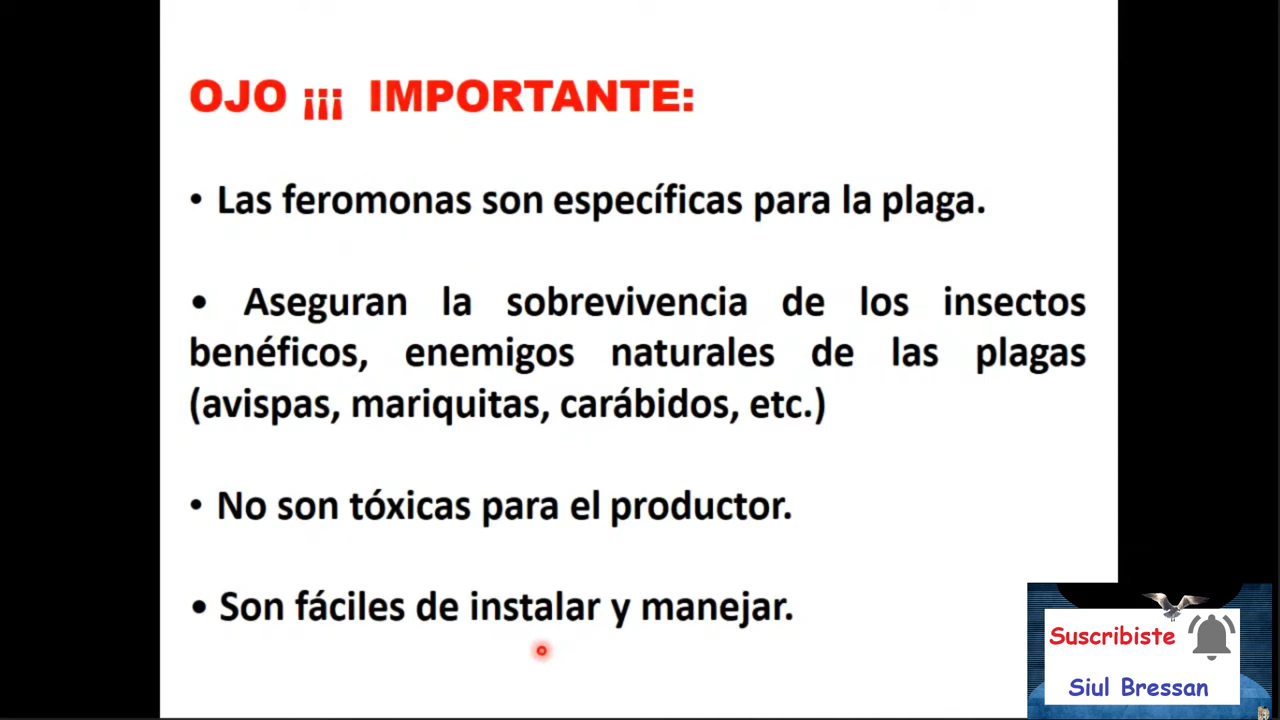 OJO ¡¡¡ IMPORTANTE:
• Las feromonas son específicas para la plaga.
• Aseguran la sobrevivencia de los insectos
benéficos, enemigos naturales de las plagas
(avispas, mariquitas, carábidos, etc.)
• No son tóxicas para el productor.
• Son fáciles de instalar y manejar.
Suscribiste
Siul Bressan